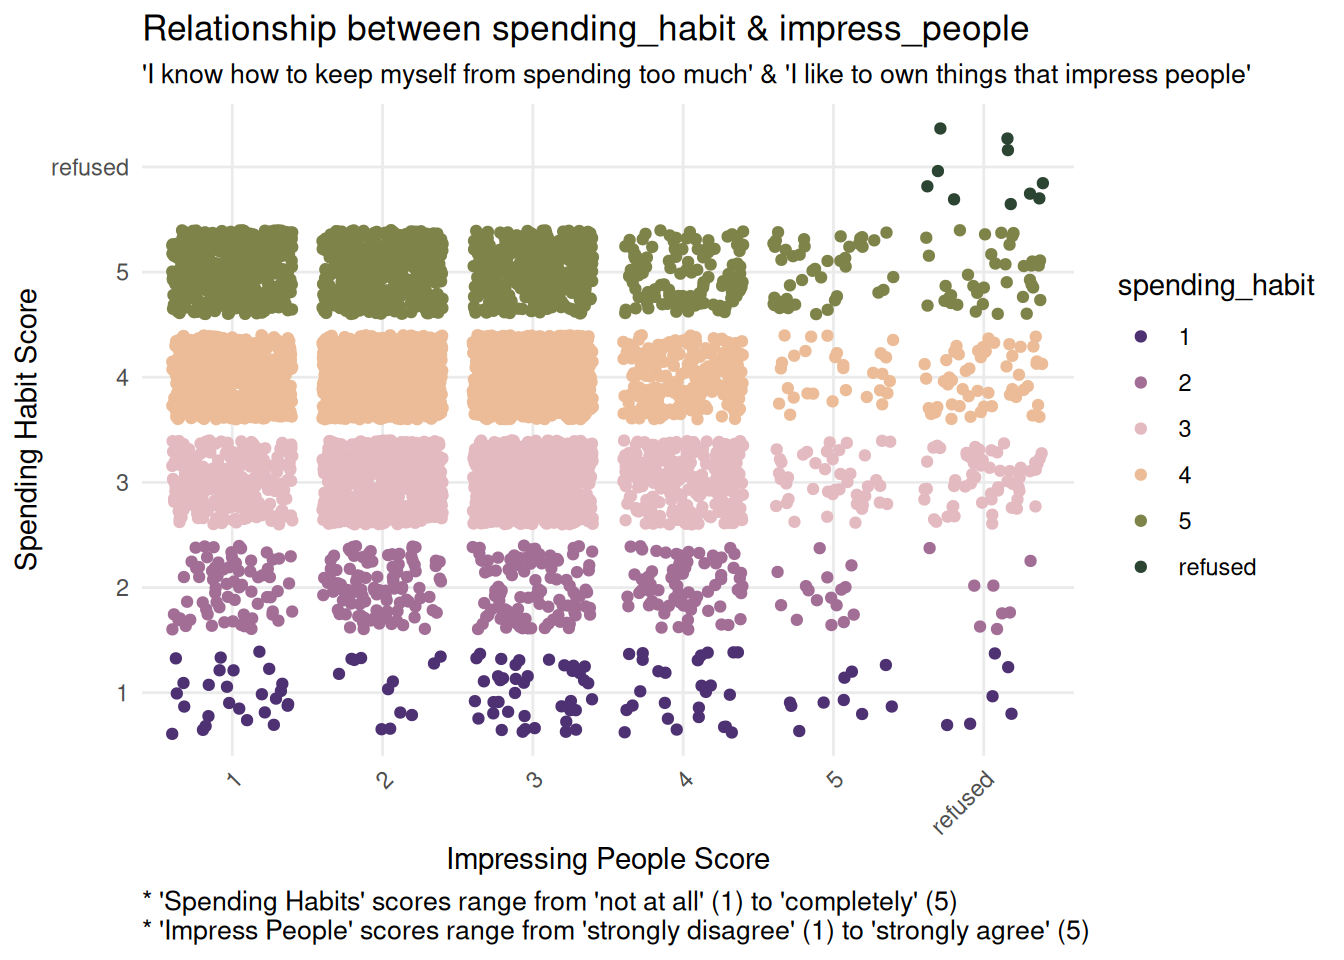 Relationship between spending_habit & impress_people
'I know how to keep myself from spending too much' & 'I like to own things that impress people'
Spending Habit Score
refused
5
4
3
2
1
1
2
3
4
5
refused
Impressing People Score
spending_habit
1
2
3
4
5
refused
* 'Spending Habits' scores range from 'not at all' (1) to 'completely' (5)
* 'Impress People' scores range from 'strongly disagree' (1) to 'strongly agree' (5)